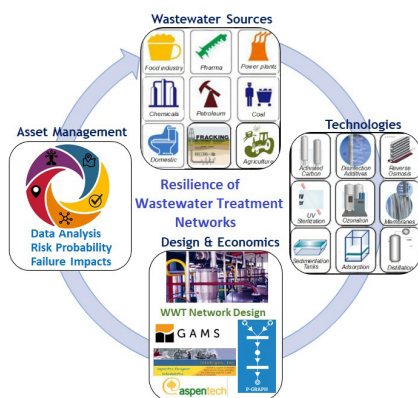 Wastewater Sources
Food industry
Pharma
Power plants
Chemicals
Petroleum
Coal
Domestic
FRACKING
Agriculture
Asset Management
Data Analysis
Risk Probability
Failure Impacts
Resilience of
Wastewater Treatment
Networks
Technologies
Activated
Carbon
Disinfection
Additives
Reverse
Osmosis
UV
Sterilization
Ozonation
Membranes
Sedimentation
Tanks
Adsorption
Distillation
Design & Economics
WWT Network Design
GAMS
P-GRAPH
aspentech